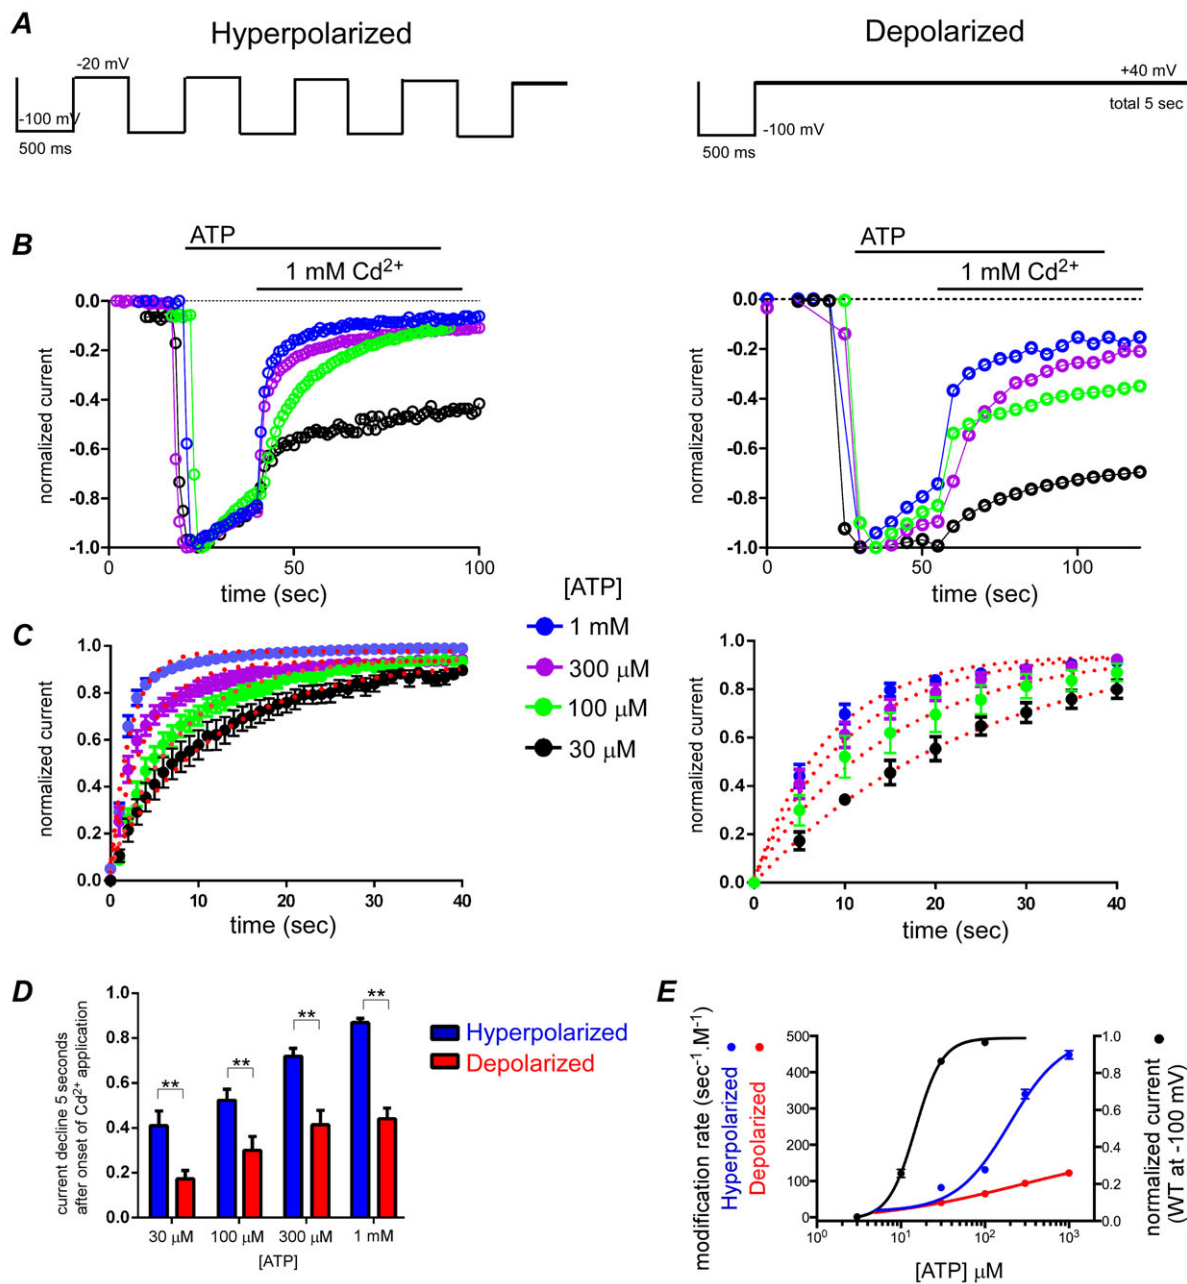 A
Hyperpolarized
Depolarized
-20 mV
+40 mV
-100 mV
total 5 sec
-100 mV
500 ms
500 ms
B
ATP
1 mM Cd2+
ATP
1 mM Cd2+
normalized current
0.0
-0.2
-0.4
-0.6
-0.8
-1.0
0
50
100
time (sec)
normalized current
0.0
-0.2
-0.4
-0.6
-0.8
-1.0
0
50
100
time (sec)
[ATP]
1 mM
300 μM
100 μM
30 μM
C
normalized current
1.0
0.8
0.6
0.4
0.2
0.0
0
10
20
30
40
time (sec)
normalized current
1.0
0.8
0.6
0.4
0.2
0.0
0
10
20
30
40
time (sec)
D
current decline 5 seconds
after onset of Cd2+ application
1.0
0.8
0.6
0.4
0.2
0.0
**
**
**
**
30 μM
100 μM
300 μM
1 mM
[ATP]
Hyperpolarized
Depolarized
E
modification rate (sec-1.M-1)
Hyperpolarized
Depolarized
500
400
300
200
100
0
100
101
102
103
[ATP] μM
1.0
0.8
0.6
0.4
0.2
0.0
normalized current
(WT at -100 mV)